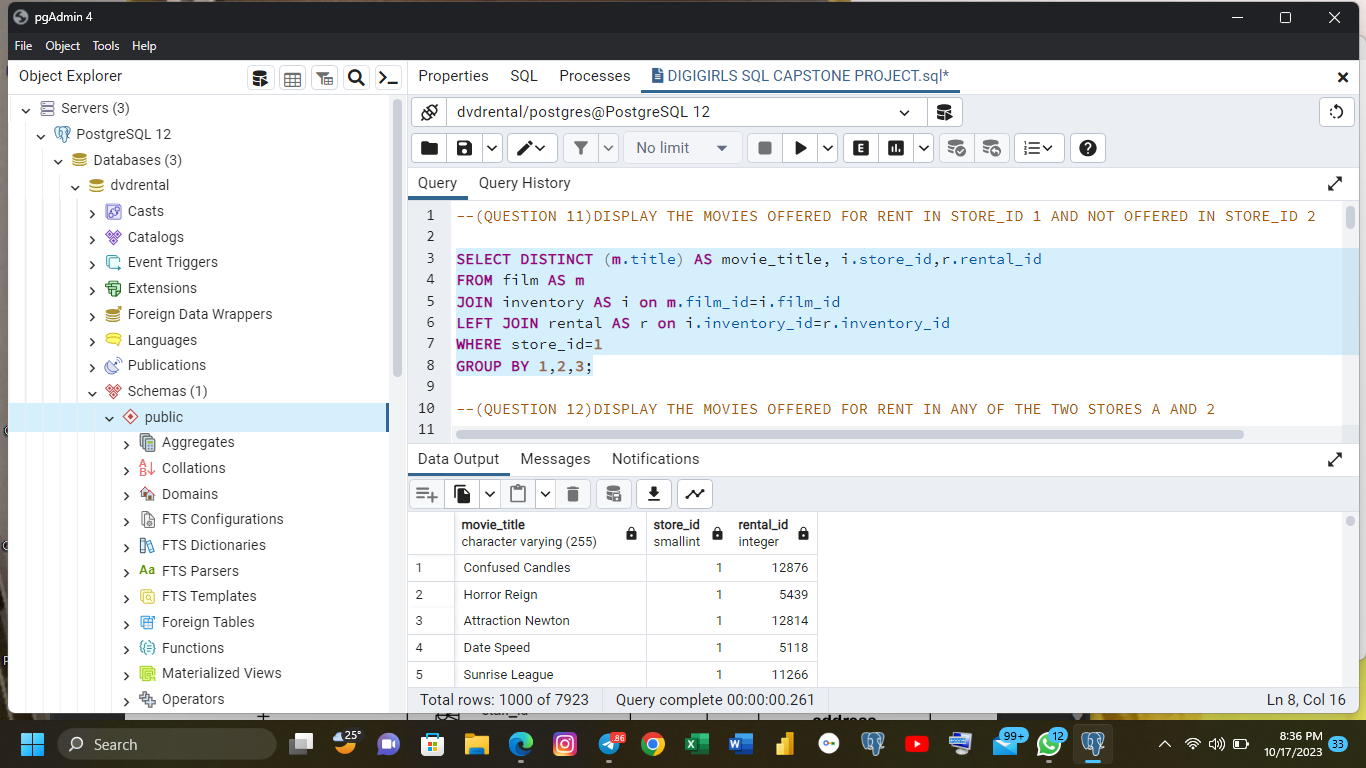 pgAdmin 4
File Object Tools Help
Object Explorer
Properties SQL Processes DIGIGIRLS SQL CAPSTONE PROJECT.sql*
Servers (3)
PostgreSQL 12
Databases (3)
dvdrental
Casts
Catalogs
Event Triggers
Extensions
Foreign Data Wrappers
Languages
Publications
Schemas (1)
public
Aggregates
Collations
Domains
FTS Configurations
FTS Dictionaries
Aa FTS Parsers
FTS Templates
Foreign Tables
Functions
Materialized Views
Operators
dvdrental/postgres@PostgreSQL 12
No limit E
Query Query History
1 --(QUESTION 11)DISPLAY THE MOVIES OFFERED FOR RENT IN STORE_ID 1 AND NOT OFFERED IN STORE_ID 2
2
3 SELECT DISTINCT (m.title) AS movie_title, i.store_id,r.rental_id
4 FROM film AS m
5 JOIN inventory AS i on m.film_id=i.film_id
6 LEFT JOIN rental AS r on i.inventory_id=r.inventory_id
7 WHERE store_id=1
8 GROUP BY 1,2,3;
9
10 --(QUESTION 12)DISPLAY THE MOVIES OFFERED FOR RENT IN ANY OF THE TWO STORES A AND 2
11
Data Output Messages Notifications
movie_title store_id rental_id
character varying (255) smallint integer
1 Confused Candles 1 12876
2 Horror Reign 1 5439
3 Attraction Newton 1 12814
4 Date Speed 1 5118
5 Sunrise League 1 11266
Total rows: 1000 of 7923 Query complete 00:00:00.261 Ln 8, Col 16
address
Search 25° .86 99+ 12 8:36 PM
10/17/2023 33